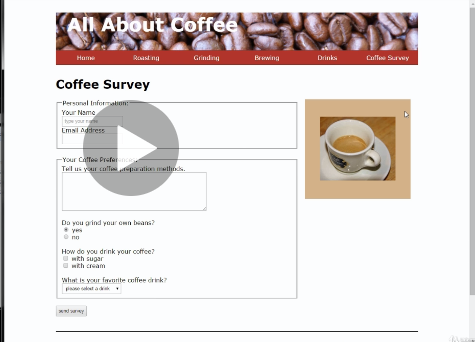 All About Coffee
Home Roasting Grinding Brewing Drinks Coffee Survey
Coffee Survey
Personal Information:
Your Name
type your name
Email Address
Your Coffee
Tell us your coffee preparation methods.
Do you grind your own beans?
yes
no
How do you drink your coffee?
with sugar
with cream
What is your favorite coffee drink?
please select a drink
send survey